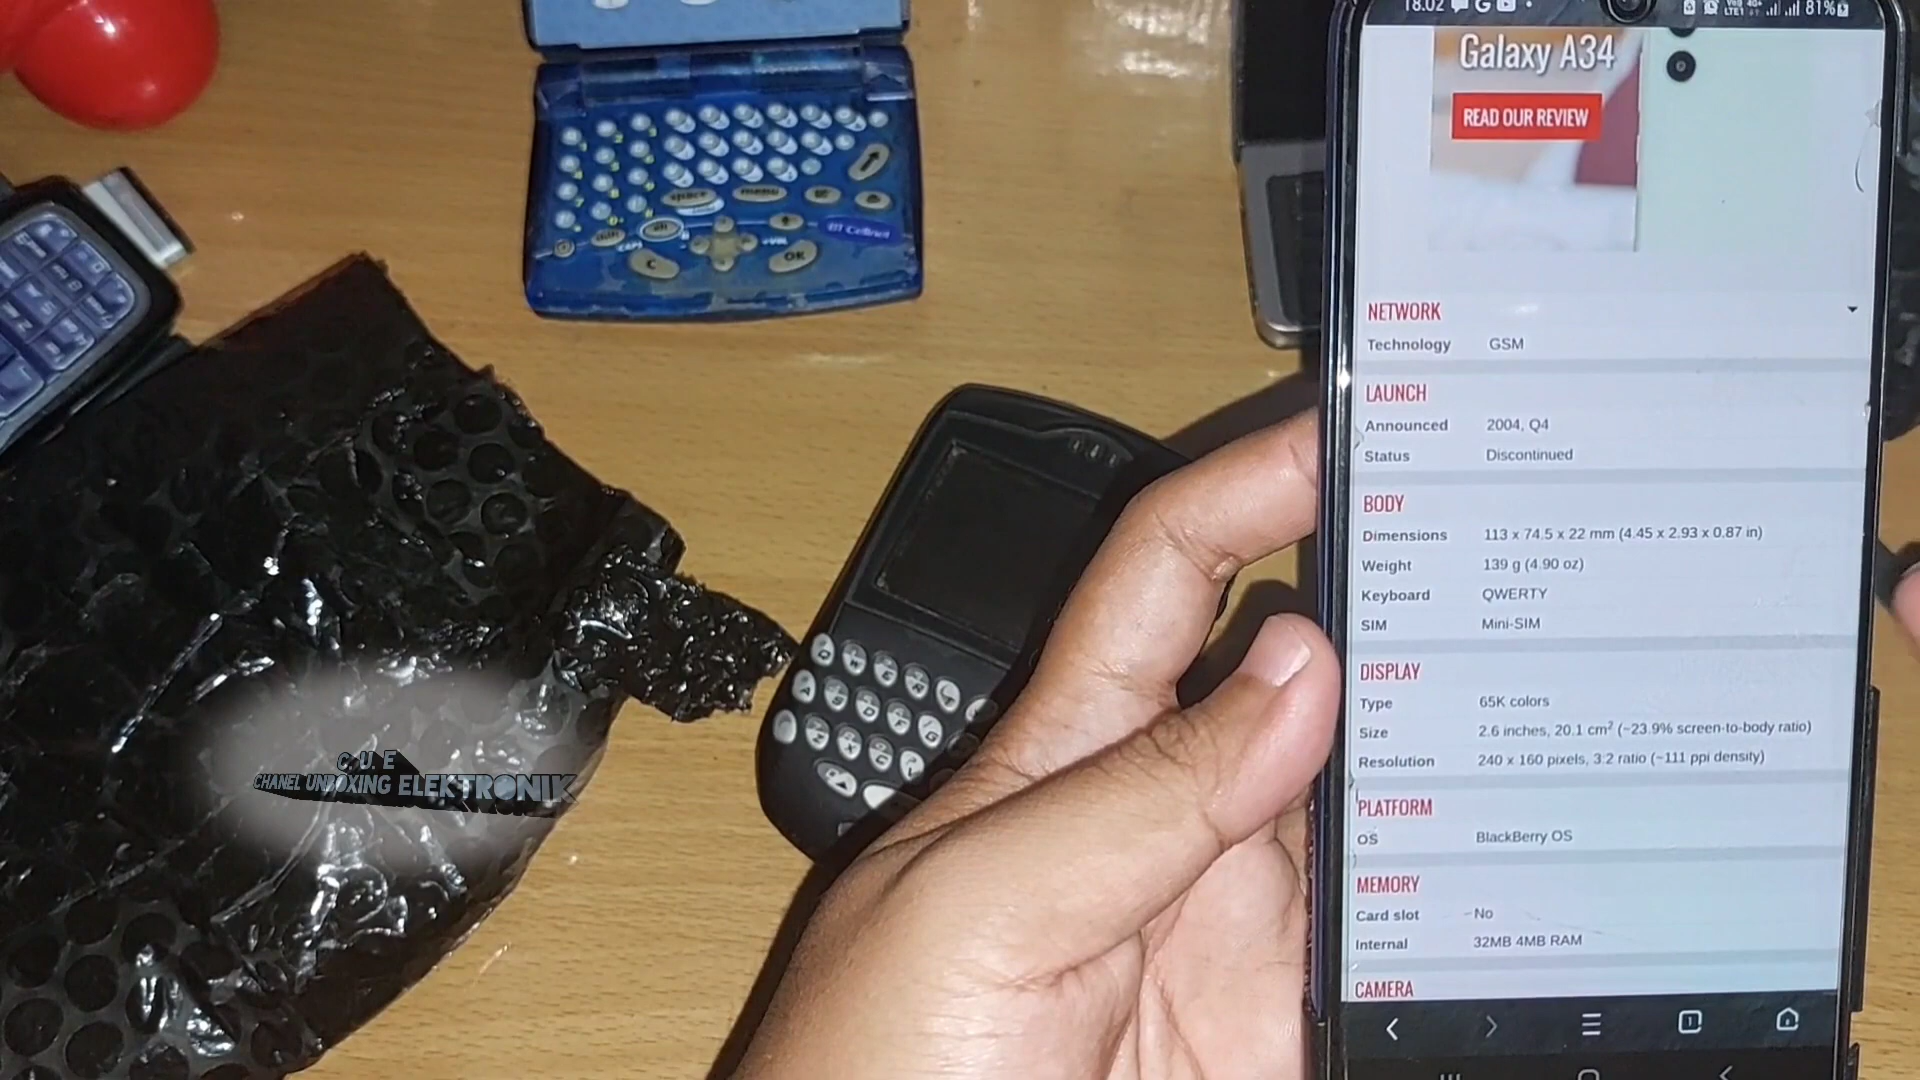 18.02
81%
Galaxy A34
READ OUR REVIEW
NETWORK
Technology GSM
LAUNCH
Announced 2004, Q4
Status Discontinued
BODY
Dimensions 113 x 74.5 x 22 mm (4.45 x 2.93 x 0.87 in)
Weight 139 g (4.90 oz)
Keyboard QWERTY
SIM Mini-SIM
DISPLAY
Type 65K colors
Size 2.6 inches, 20.1 cm² (~23.9% screen-to-body ratio)
Resolution 240 x 160 pixels, 3:2 ratio (~111 ppi density)
PLATFORM
OS BlackBerry OS
MEMORY
Card slot No
Internal 32MB 4MB RAM
CAMERA
space
menu
BT Cellnet
C
OK
C. U. E
CHANEL UNBOXING ELEKTRONIK
Q W E R
A S D F G
Z X C